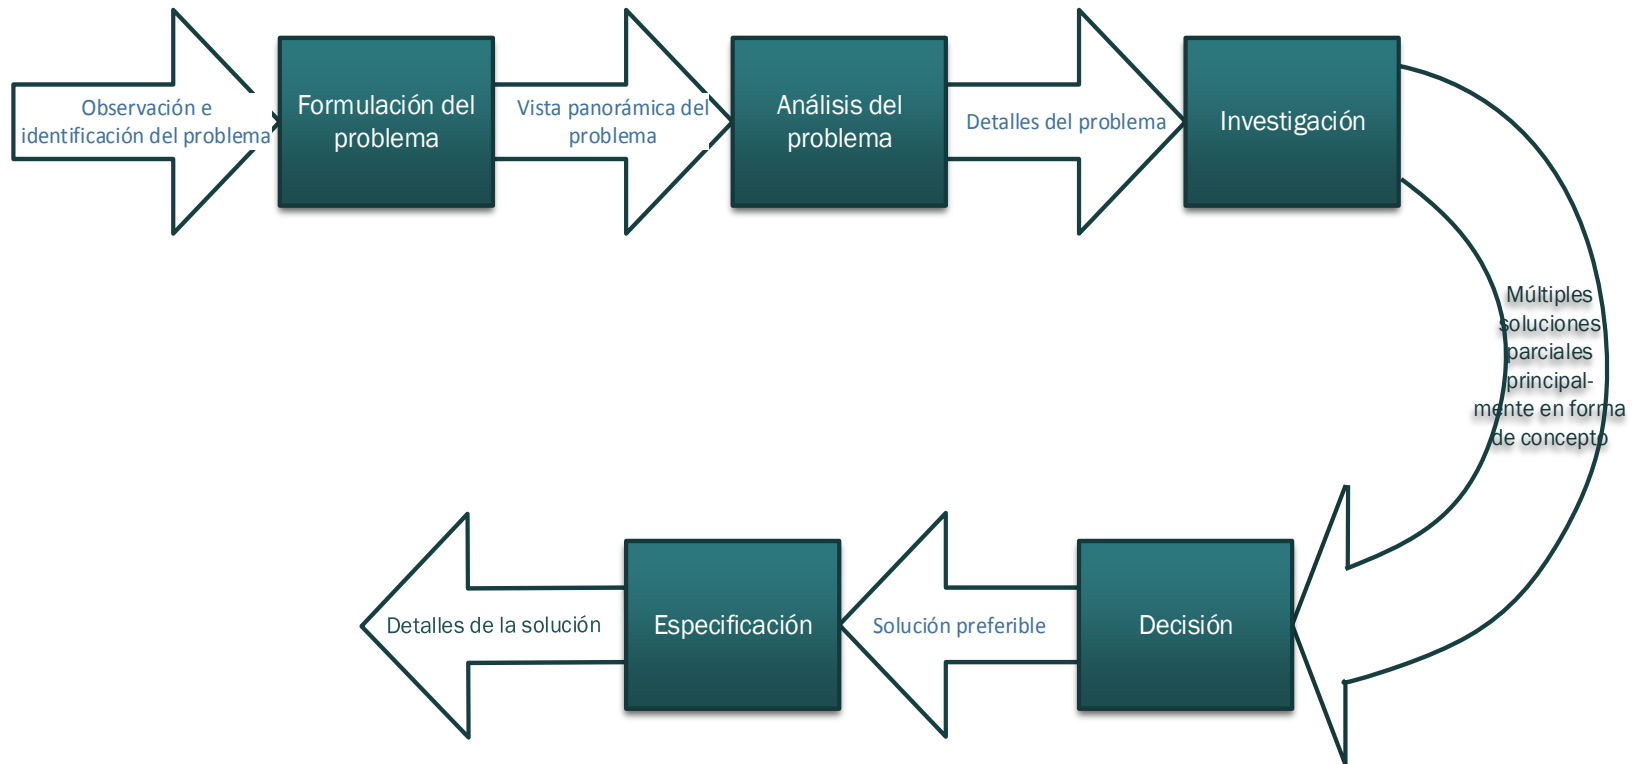 Observación e
identificación del problema
Formulación del
problema
Vista panorámica del
problema
Análisis del
problema
Detalles del problema
Investigación
Múltiples
soluciones
parciales
principal-
mente en forma
de concepto
Decisión
Solución preferible
Especificación
Detalles de la solución